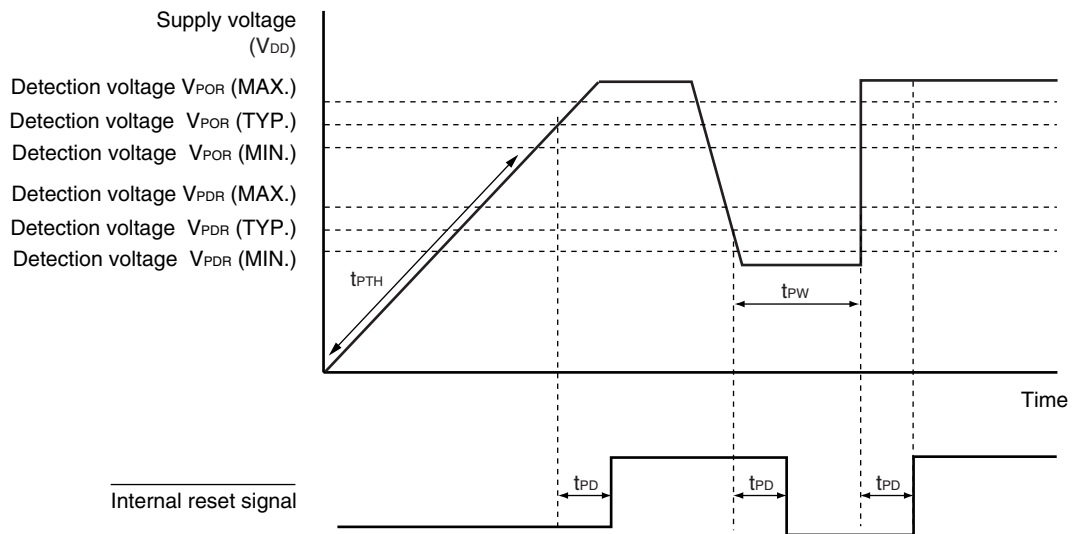 Supply voltage
(VDD)
Detection voltage VPOR (MAX.)
Detection voltage VPOR (TYP.)
Detection voltage VPOR (MIN.)
Detection voltage VPDR (MAX.)
Detection voltage VPDR (TYP.)
Detection voltage VPDR (MIN.)
tPTH
tPW
Time
tPD
tPD
tPD
Internal reset signal